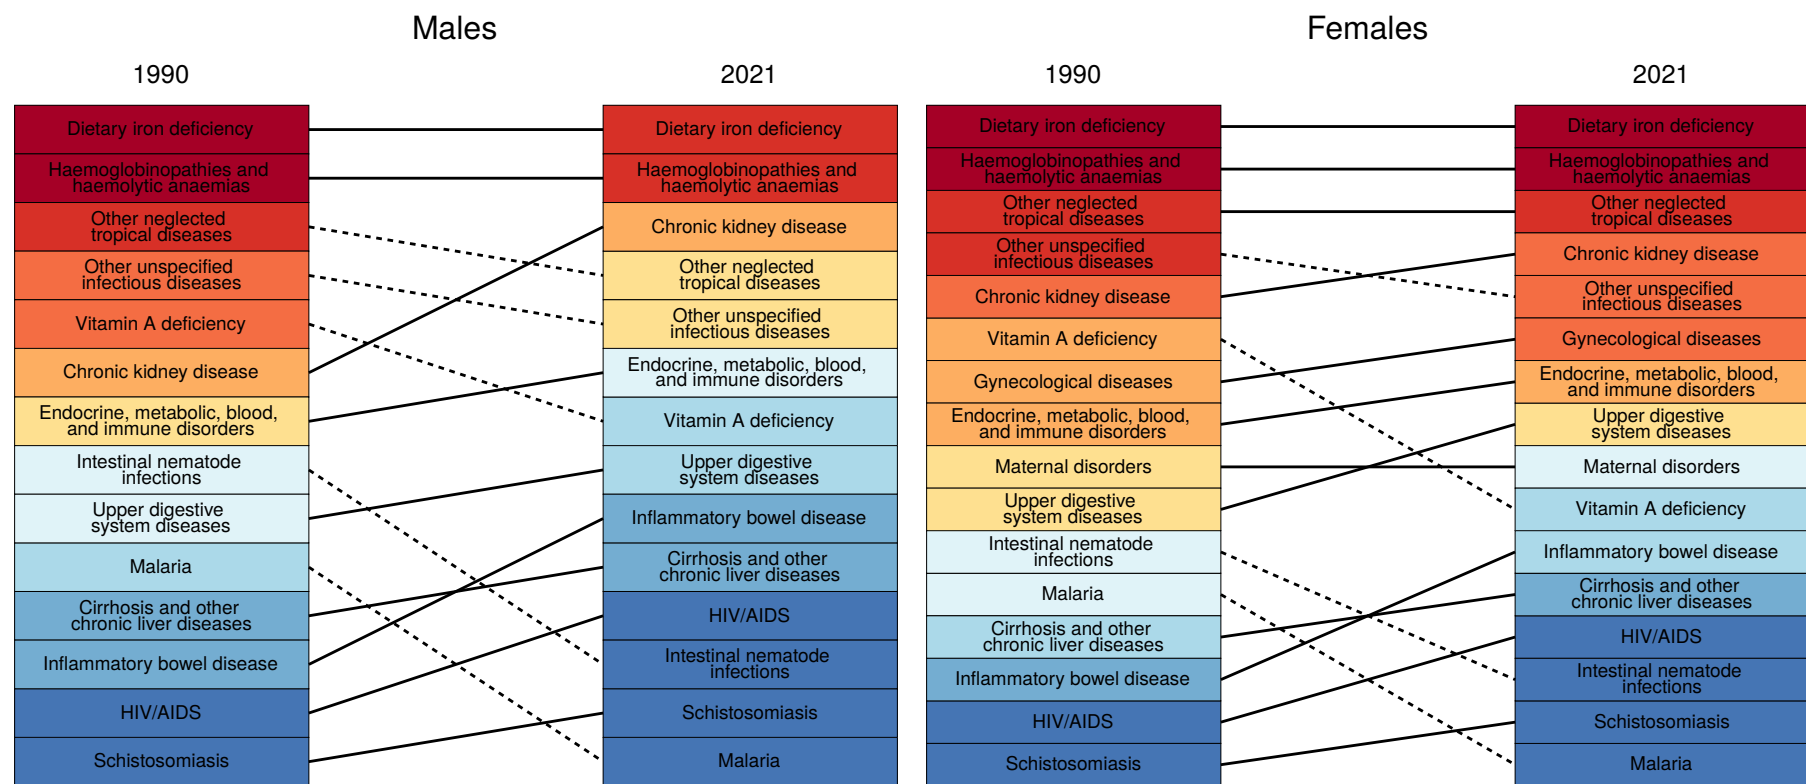 Males
1990
2021
Dietary iron deficiency
Haemoglobinopathies and
haemolytic anaemias
Other neglected
tropical diseases
Other unspecified
infectious diseases
Vitamin A deficiency
Chronic kidney disease
Endocrine, metabolic, blood,
and immune disorders
Intestinal nematode
infections
Upper digestive
system diseases
Malaria
Cirrhosis and other
chronic liver diseases
Inflammatory bowel disease
HIV/AIDS
Schistosomiasis
Dietary iron deficiency
Haemoglobinopathies and
haemolytic anaemias
Chronic kidney disease
Other neglected
tropical diseases
Other unspecified
infectious diseases
Endocrine, metabolic, blood,
and immune disorders
Vitamin A deficiency
Upper digestive
system diseases
Inflammatory bowel disease
Cirrhosis and other
chronic liver diseases
HIV/AIDS
Intestinal nematode
infections
Schistosomiasis
Malaria
Females
1990
2021
Dietary iron deficiency
Haemoglobinopathies and
haemolytic anaemias
Other neglected
tropical diseases
Other unspecified
infectious diseases
Chronic kidney disease
Vitamin A deficiency
Gynecological diseases
Endocrine, metabolic, blood,
and immune disorders
Maternal disorders
Upper digestive
system diseases
Intestinal nematode
infections
Malaria
Cirrhosis and other
chronic liver diseases
Inflammatory bowel disease
HIV/AIDS
Schistosomiasis
Dietary iron deficiency
Haemoglobinopathies and
haemolytic anaemias
Other neglected
tropical diseases
Chronic kidney disease
Other unspecified
infectious diseases
Gynecological diseases
Endocrine, metabolic, blood,
and immune disorders
Upper digestive
system diseases
Maternal disorders
Vitamin A deficiency
Inflammatory bowel disease
Cirrhosis and other
chronic liver diseases
HIV/AIDS
Intestinal nematode
infections
Schistosomiasis
Malaria